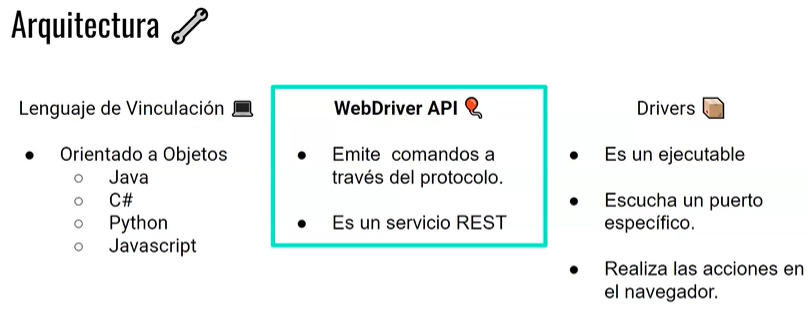 Arquitectura 🔧
Lenguaje de Vinculación 💻
● Orientado a Objetos
○ Java
○ C#
○ Python
○ Javascript
WebDriver API 🎈
● Emite comandos a
través del protocolo.
● Es un servicio REST
Drivers 📦
● Es un ejecutable
● Escucha un puerto
específico.
● Realiza las acciones en
el navegador.